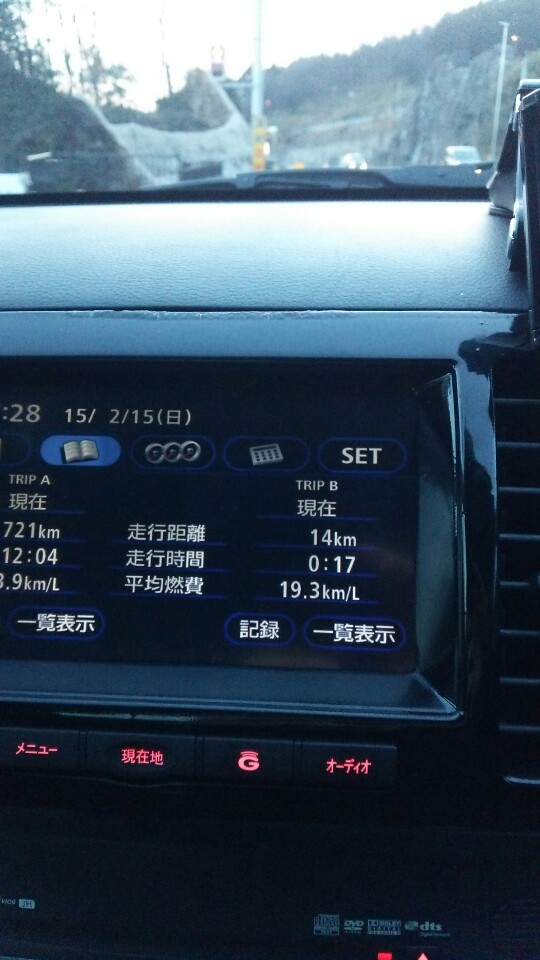 :28 15/ 2/15(日)
SET
TRIP A TRIP B
現在 現在
721km 走行距離 14km
12:04 走行時間 0:17
.9km/L 平均燃費 19.3km/L
一覧表示 記録 一覧表示
メニュー 現在地 G オーディオ
VICS
DVD dts